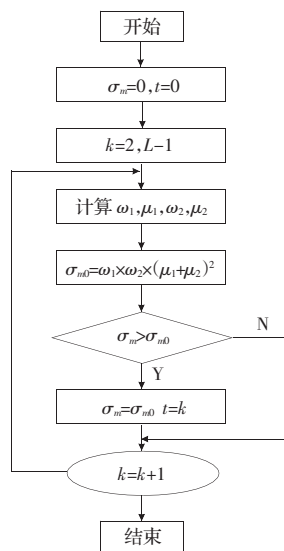 开始
σm=0,t=0
k=2,L-1
计算 ω1,μ1,ω2,μ2
σm0=ω1×ω2×(μ1+μ2)²
σm>σm0
N
Y
σm=σm0 t=k
k=k+1
结束